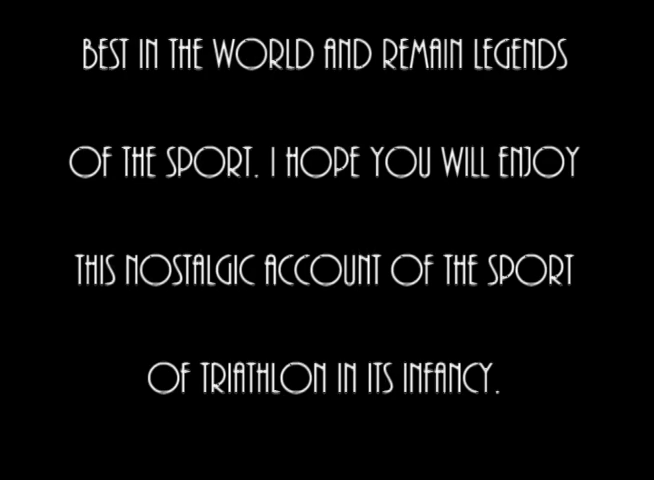 BEST IN THE WORLD AND REMAIN LEGENDS
OF THE SPORT. I HOPE YOU WILL ENJOY
THIS NOSTALGIC ACCOUNT OF THE SPORT
OF TRIATHLON IN ITS INFANCY.